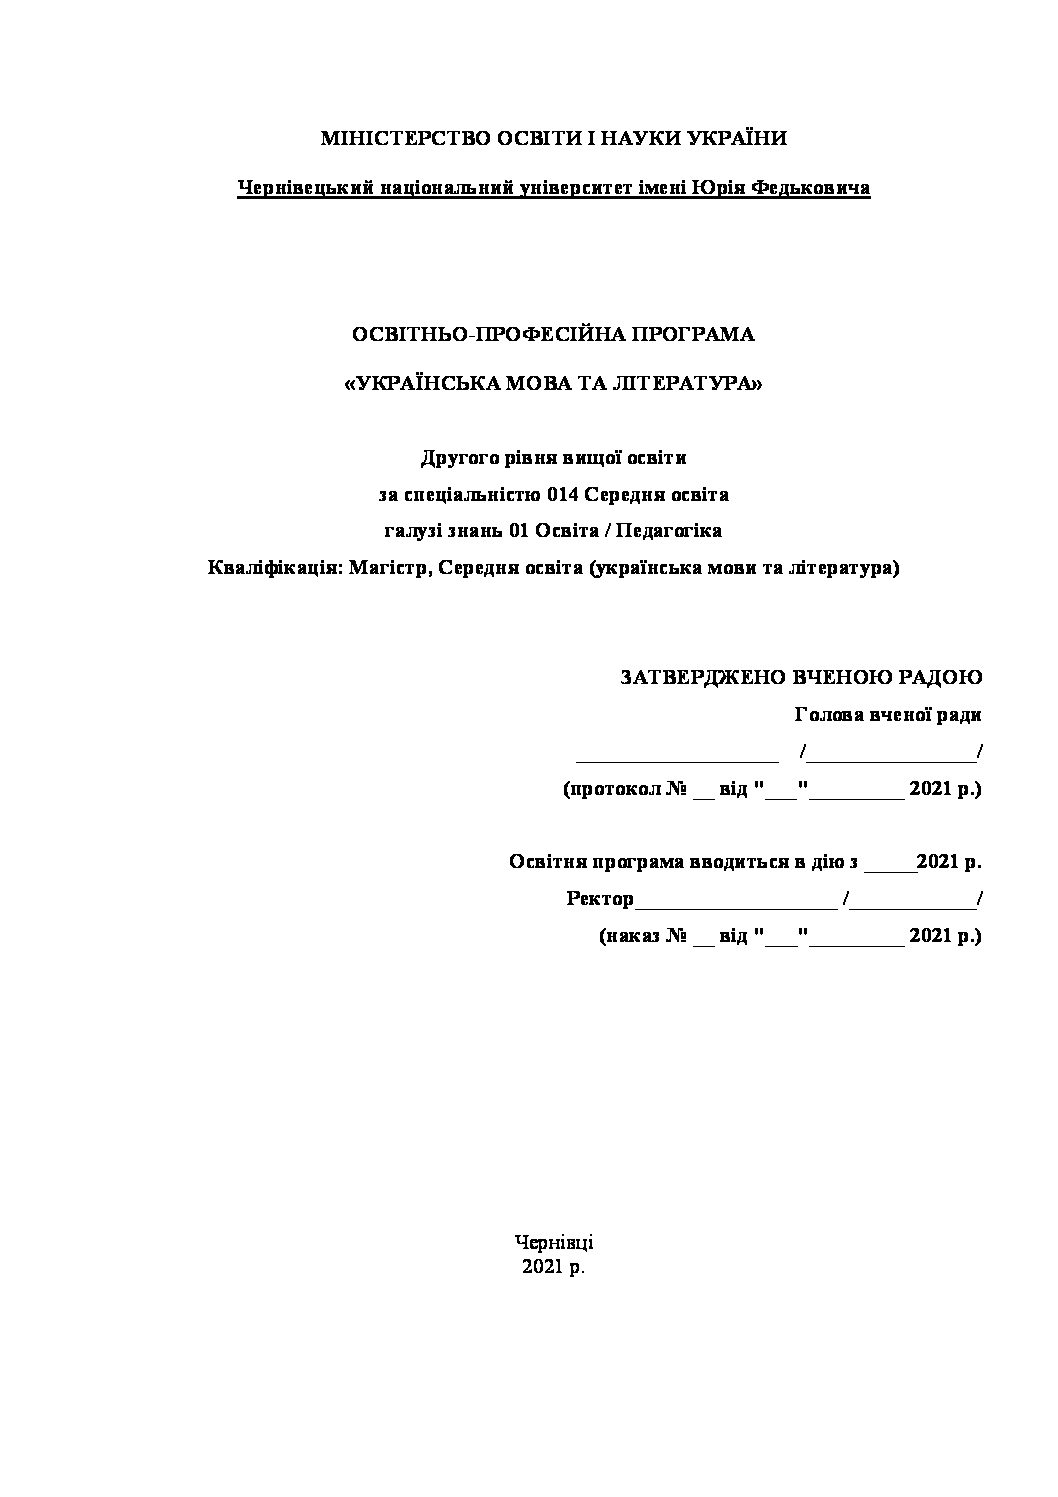 МІНІСТЕРСТВО ОСВІТИ І НАУКИ УКРАЇНИ
Чернівецький національний університет імені Юрія Федьковича
ОСВІТНЬО-ПРОФЕСІЙНА ПРОГРАМА
«УКРАЇНСЬКА МОВА ТА ЛІТЕРАТУРА»
Другого рівня вищої освіти
за спеціальністю 014 Середня освіта
галузі знань 01 Освіта / Педагогіка
Кваліфікація: Магістр, Середня освіта (українська мови та література)
ЗАТВЕРДЖЕНО ВЧЕНОЮ РАДОЮ
Голова вченої ради
___________________ /________________/
(протокол № __ від "___"_________ 2021 р.)
Освітня програма вводиться в дію з _____2021 р.
Ректор___________________ /____________/
(наказ № __ від "___"_________ 2021 р.)
Чернівці
2021 р.